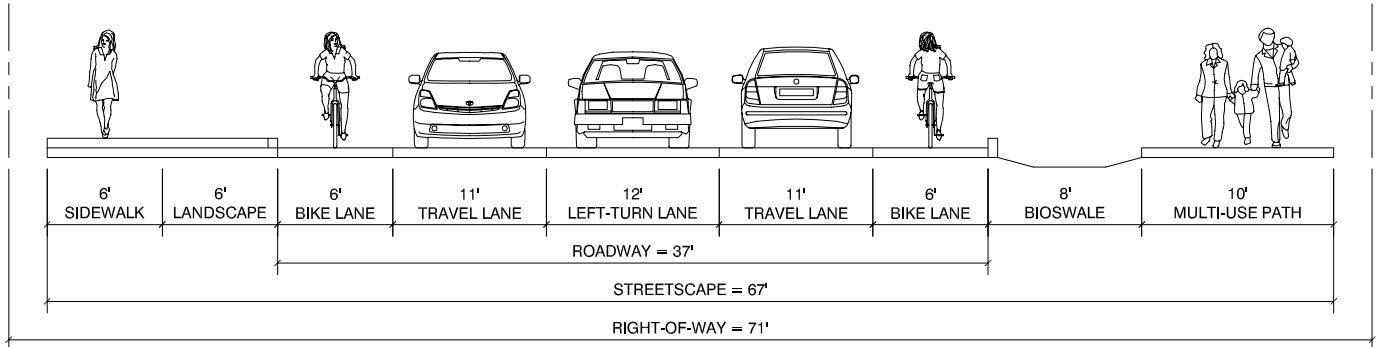 6'
SIDEWALK
6'
LANDSCAPE
6'
BIKE LANE
11'
TRAVEL LANE
12'
LEFT-TURN LANE
11'
TRAVEL LANE
6'
BIKE LANE
8'
BIOSWALE
10'
MULTI-USE PATH
ROADWAY = 37'
STREETSCAPE = 67'
RIGHT-OF-WAY = 71'